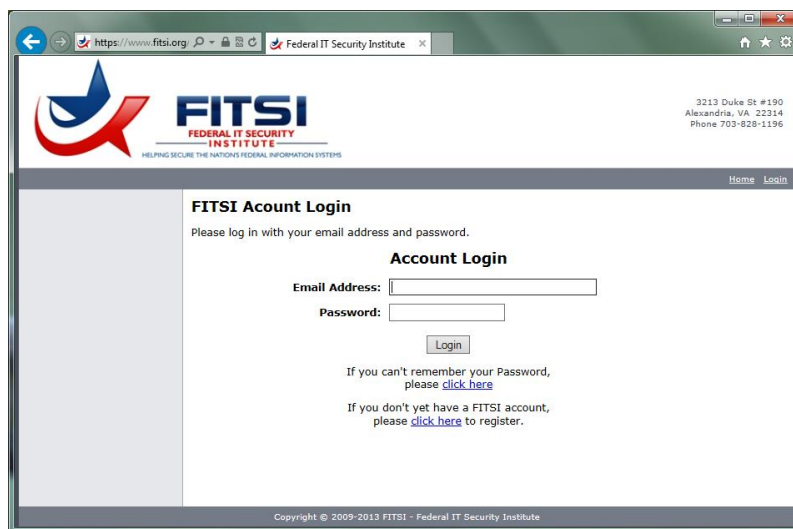 https://www.fitsi.org
Federal IT Security Institute
FITSI
FEDERAL IT SECURITY
INSTITUTE
HELPING SECURE THE NATION'S FEDERAL INFORMATION SYSTEMS
3213 Duke St #190
Alexandria, VA 22314
Phone 703-828-1196
Home Login
FITSI Acount Login
Please log in with your email address and password.
Account Login
Email Address:
Password:
Login
If you can't remember your Password,
please click here
If you don't yet have a FITSI account,
please click here to register.
Copyright © 2009-2013 FITSI - Federal IT Security Institute